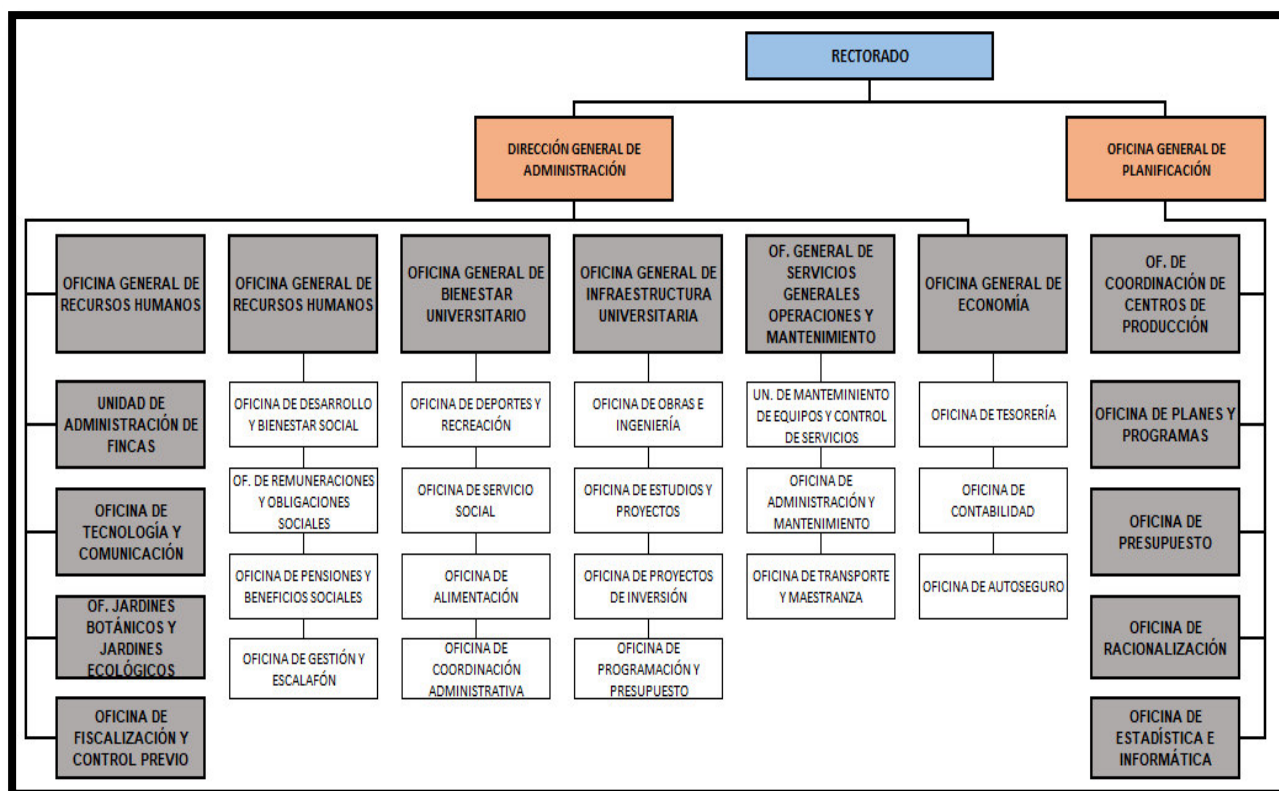 RECTORADO
DIRECCIÓN GENERAL DE
ADMINISTRACIÓN
OFICINA GENERAL DE
PLANIFICACIÓN
OFICINA GENERAL DE
RECURSOS HUMANOS
OFICINA GENERAL DE
RECURSOS HUMANOS
OFICINA GENERAL DE
BIENESTAR
UNIVERSITARIO
OFICINA GENERAL DE
INFRAESTRUCTURA
UNIVERSITARIA
OF. GENERAL DE
SERVICIOS
GENERALES
OPERACIONES Y
MANTENIMIENTO
OFICINA GENERAL DE
ECONOMÍA
OF. DE
COORDINACIÓN DE
CENTROS DE
PRODUCCIÓN
UNIDAD DE
ADMINISTRACIÓN DE
FINCAS
OFICINA DE DESARROLLO
Y BIENESTAR SOCIAL
OFICINA DE DEPORTES Y
RECREACIÓN
OFICINA DE OBRAS E
INGENIERÍA
UN. DE MANTEMINIENTO
DE EQUIPOS Y CONTROL
DE SERVICIOS
OFICINA DE TESORERÍA
OFICINA DE PLANES Y
PROGRAMAS
OFICINA DE
TECNOLOGÍA Y
COMUNICACIÓN
OF. DE REMUNERACIONES
Y OBLIGACIONES
SOCIALES
OFICINA DE SERVICIO
SOCIAL
OFICINA DE ESTUDIOS Y
PROYECTOS
OFICINA DE
ADMINISTRACIÓN Y
MANTENIMIENTO
OFICINA DE
CONTABILIDAD
OFICINA DE
PRESUPUESTO
OF. JARDINES
BOTÁNICOS Y
JARDINES
ECOLÓGICOS
OFICINA DE PENSIONES Y
BENEFICIOS SOCIALES
OFICINA DE
ALIMENTACIÓN
OFICINA DE PROYECTOS
DE INVERSIÓN
OFICINA DE TRANSPORTE
Y MAESTRANZA
OFICINA DE AUTOSEGURO
OFICINA DE
RACIONALIZACIÓN
OFICINA DE
FISCALIZACIÓN Y
CONTROL PREVIO
OFICINA DE GESTIÓN Y
ESCALAFÓN
OFICINA DE
COORDINACIÓN
ADMINISTRATIVA
OFICINA DE
PROGRAMACIÓN Y
PRESUPUESTO
OFICINA DE
ESTADÍSTICA E
INFORMÁTICA